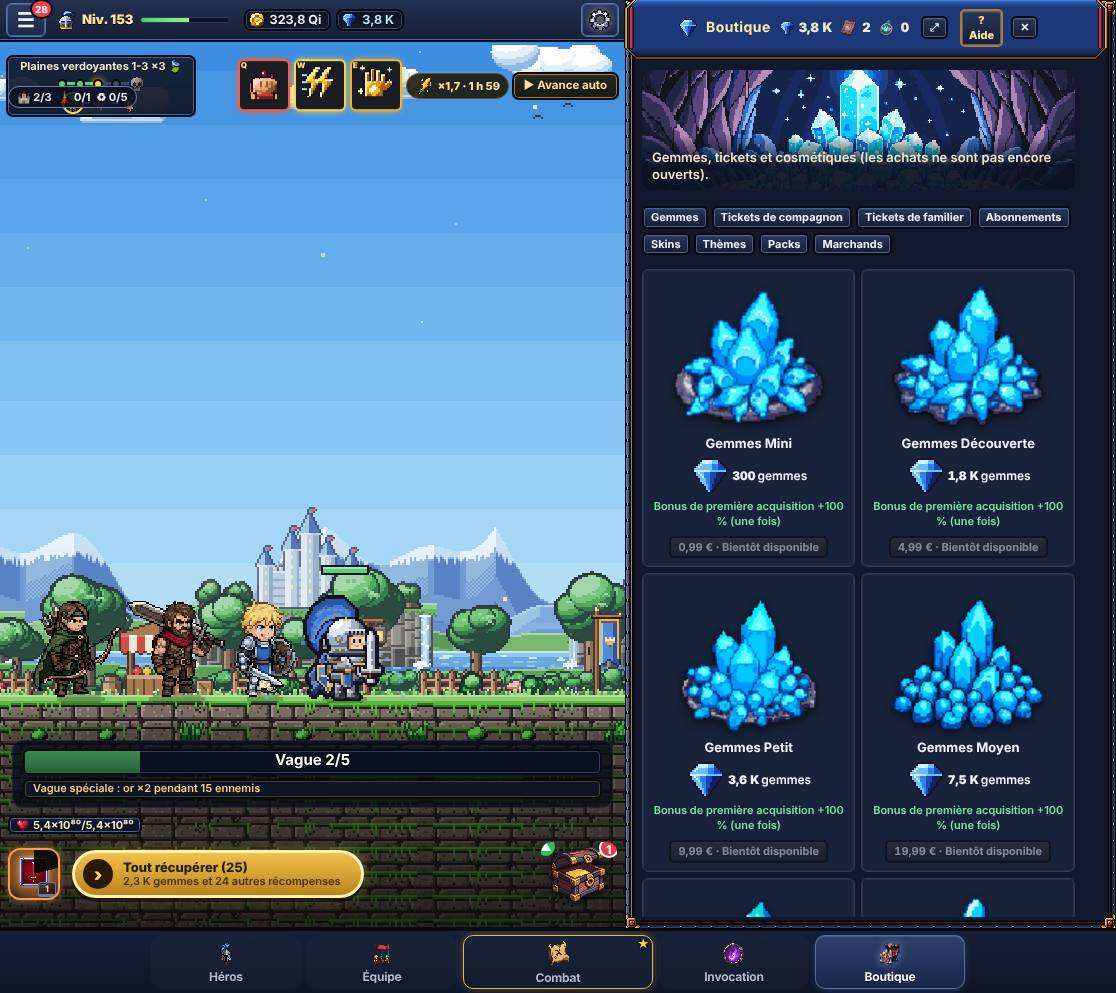 28
Niv. 153
323,8 Qi
3,8 K
Plaines verdoyantes 1-3 ×3
2/3
0/1
0/5
Q
W
E
×1,7 · 1 h 59
Avance auto
Vague 2/5
Vague spéciale : or ×2 pendant 15 ennemis
5,4×10⁸⁰/5,4×10⁸⁰
1
Tout récupérer (25)
2,3 K gemmes et 24 autres récompenses
1
Boutique
3,8 K
2
0
?
Aide
Gemmes, tickets et cosmétiques (les achats ne sont pas encore
ouverts).
Gemmes
Tickets de compagnon
Tickets de familier
Abonnements
Skins
Thèmes
Packs
Marchands
Gemmes Mini
300 gemmes
Bonus de première acquisition +100
% (une fois)
0,99 € · Bientôt disponible
Gemmes Découverte
1,8 K gemmes
Bonus de première acquisition +100
% (une fois)
4,99 € · Bientôt disponible
Gemmes Petit
3,6 K gemmes
Bonus de première acquisition +100
% (une fois)
9,99 € · Bientôt disponible
Gemmes Moyen
7,5 K gemmes
Bonus de première acquisition +100
% (une fois)
19,99 € · Bientôt disponible
Héros
Équipe
Combat
Invocation
Boutique